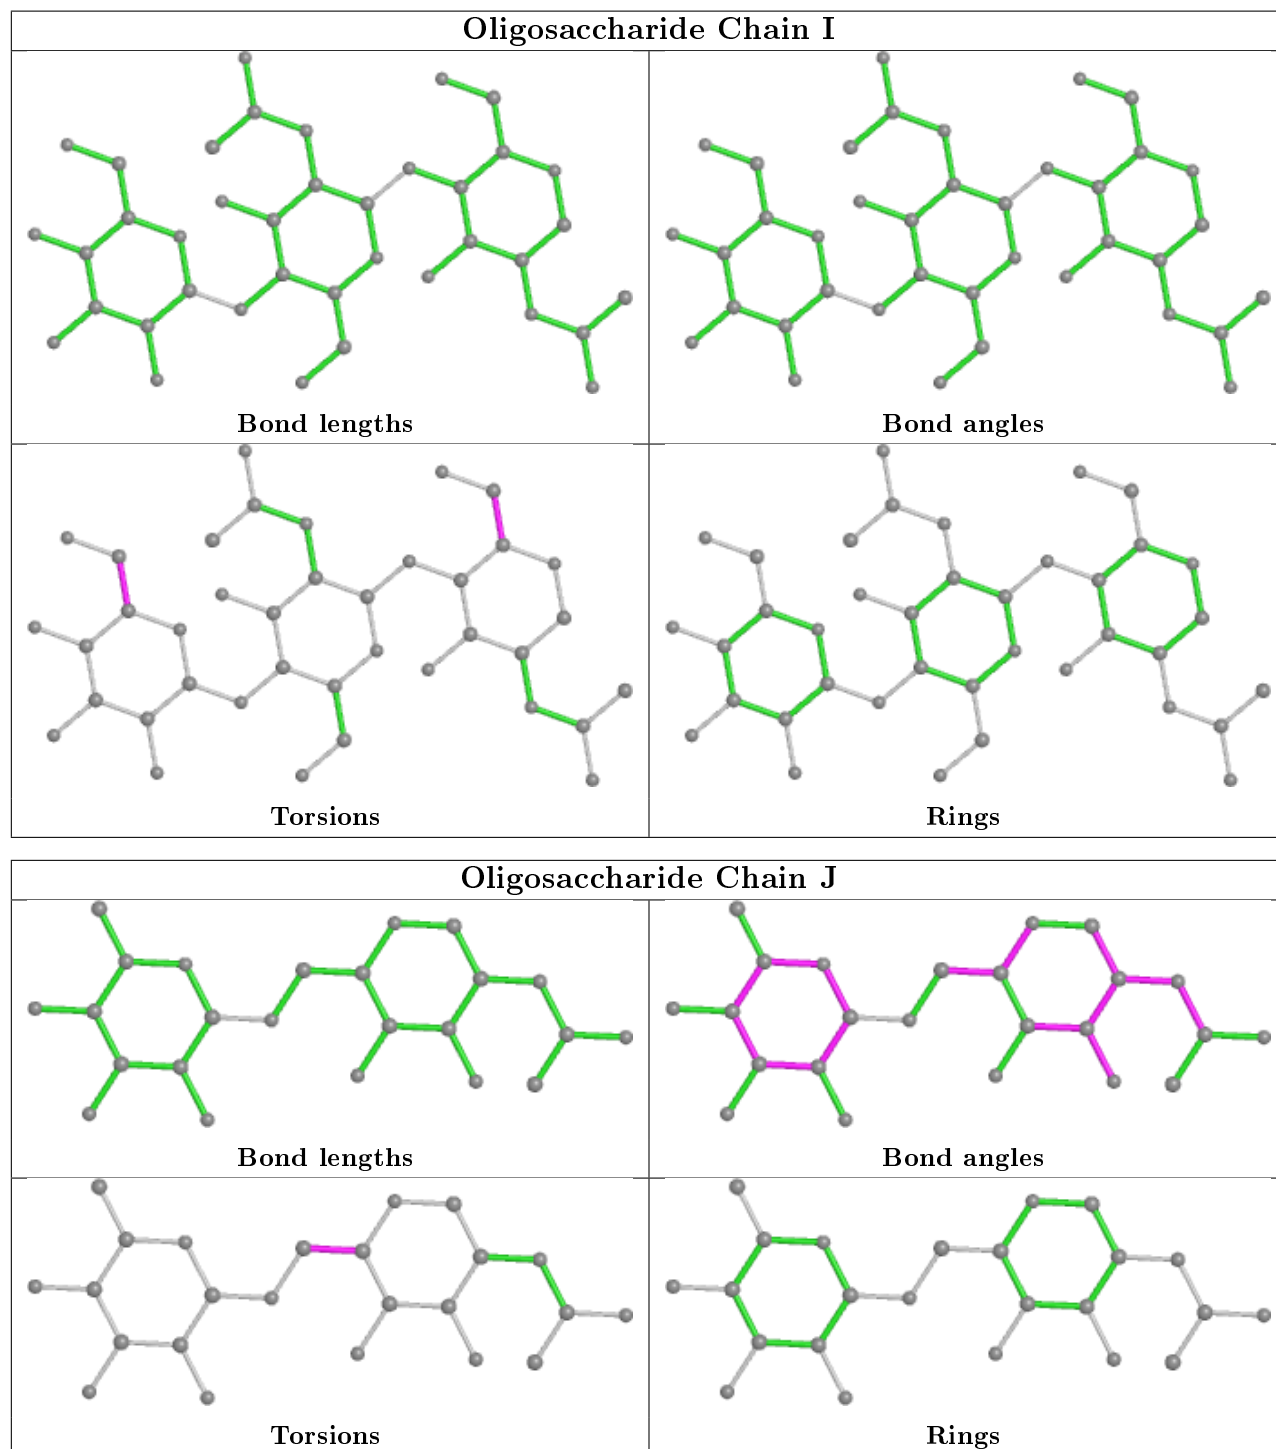 Oligosaccharide Chain I
Bond lengths
Bond angles
Torsions
Rings
Oligosaccharide Chain J
Bond lengths
Bond angles
Torsions
Rings